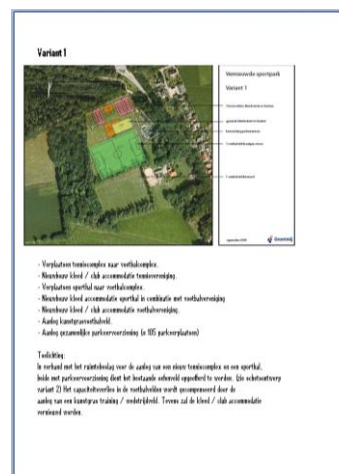 Variant 1
Vernieuwde sportpark
Variant 1
- Verplaatsen tenniscomplex naar voetbalcomplex.
- Nieuwbouw kleed / club accommodatie tennisvereniging.
- Verplaatsen sporthal naar voetbalcomplex.
- Nieuwbouw kleed accommodatie sporthal in combinatie met voetbalvereniging
- Nieuwbouw kleed / club accommodatie voetbalvereniging.
- Aanleg kunstgrasvoetbalveld.
- Aanleg gezamenlijke parkeervoorziening (± 185 parkeerplaatsen)
Toelichting:
In verband met het ruimtebeslag voor de aanleg van een nieuw tenniscomplex en een sporthal,
beide met parkeervoorziening dient het bestaande oefenveld opgeofferd te worden. (zie schetsontwerp
variant 2) Het capaciteitsverlies in de voetbalvelden wordt gecompenseerd door de
aanleg van een kunstgras training / wedstrijdveld. Tevens zal de kleed / club accommodatie
vernieuwd worden.